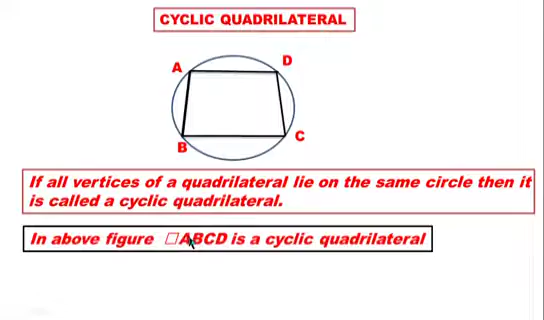 CYCLIC QUADRILATERAL
A
D
B
C
If all vertices of a quadrilateral lie on the same circle then it
is called a cyclic quadrilateral.
In above figure □ABCD is a cyclic quadrilateral